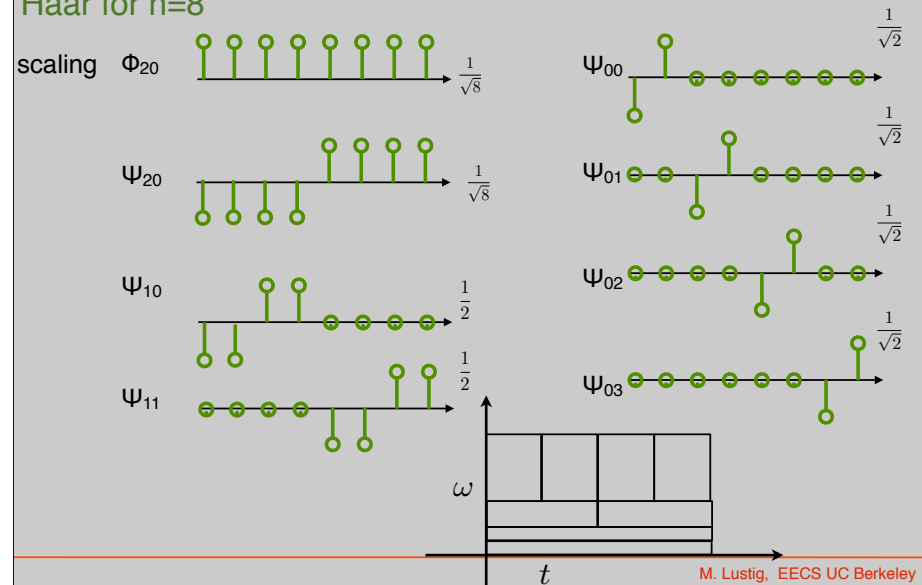 Haar for n=8
scaling Φ20
1/√8
Ψ20
1/√8
Ψ10
1/2
Ψ11
1/2
Ψ00
1/√2
Ψ01
1/√2
Ψ02
1/√2
Ψ03
1/√2
ω
t
M. Lustig, EECS UC Berkeley